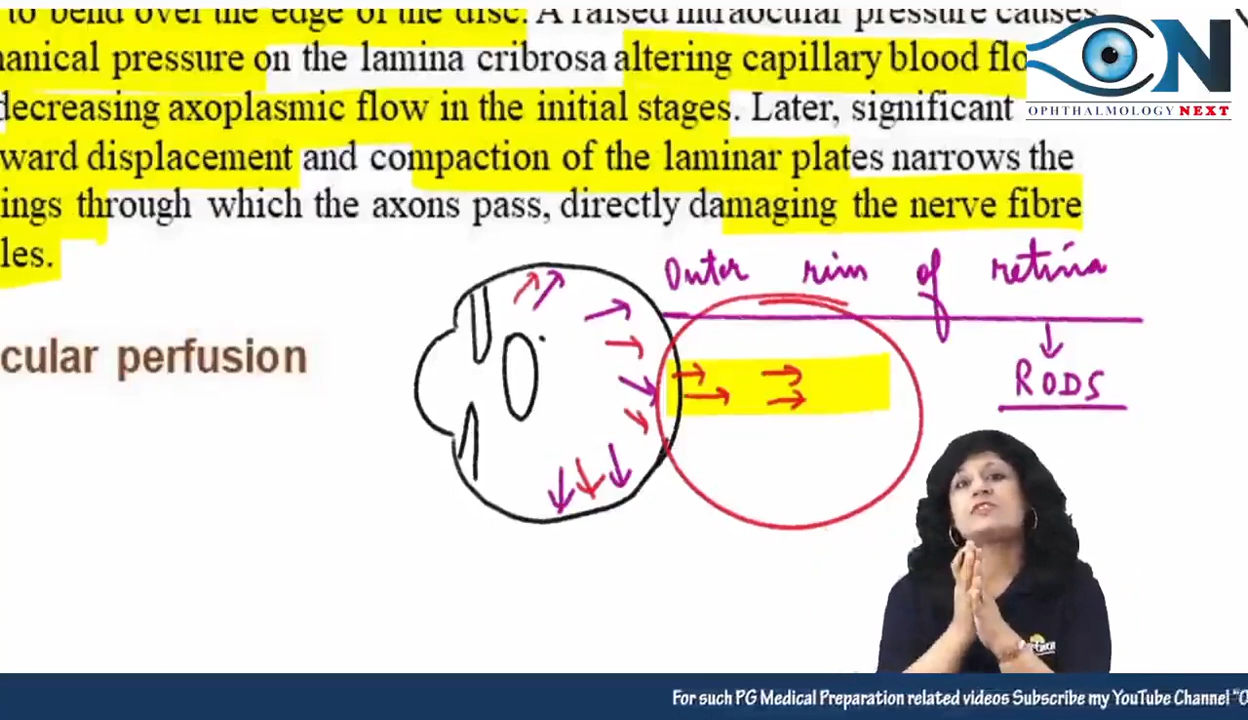 to bend over the edge of the disc. A raised intraocular pressure causes
hanical pressure on the lamina cribrosa altering capillary blood flo
decreasing axoplasmic flow in the initial stages. Later, significant
ward displacement and compaction of the laminar plates narrows the
ings through which the axons pass, directly damaging the nerve fibre
les.
ON
OPHTHALMOLOGY NEXT
Outer rim of retina
RODS
cular perfusion
For such PG Medical Preparation related videos Subscribe my YouTube Channel "O